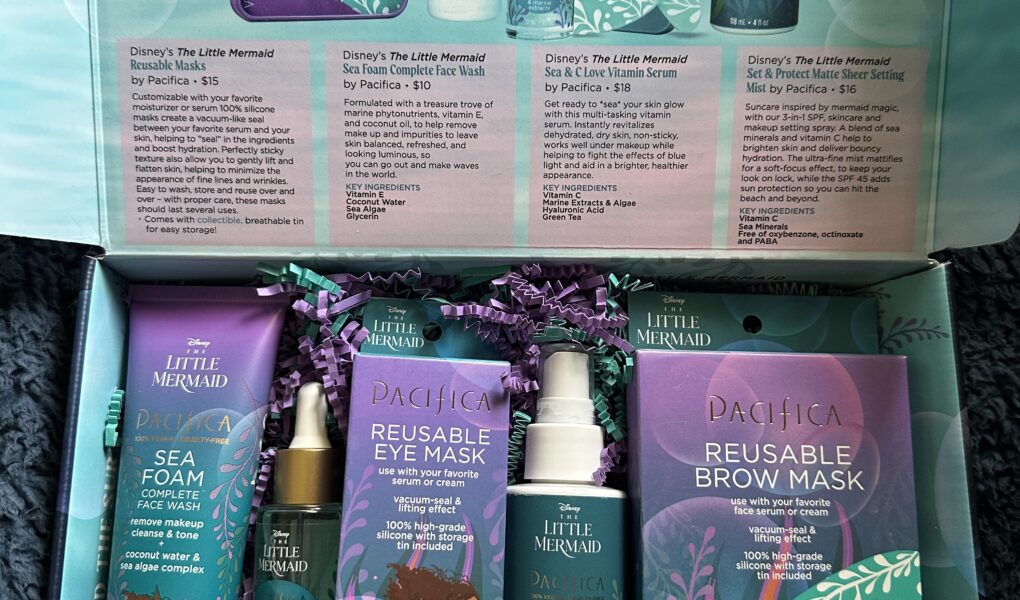 & marine
extracts
118 mL • 4 fl oz
Disney's The Little Mermaid
Reusable Masks
by Pacifica • $15
Customizable with your favorite
moisturizer or serum 100% silicone
masks create a vacuum-like seal
between your favorite serum and your
skin, helping to "seal" in the ingredients
and boost hydration. Perfectly sticky
texture also allow you to gently lift and
flatten skin, helping to minimize the
appearance of fine lines and wrinkles.
Easy to wash, store and reuse over and
over – with proper care, these masks
should last several uses.
· Comes with collectible, breathable tin
for easy storage!
Disney's The Little Mermaid
Sea Foam Complete Face Wash
by Pacifica • $10
Formulated with a treasure trove of
marine phytonutrients, vitamin E,
and coconut oil, to help remove
make up and impurities to leave
skin balanced, refreshed, and
looking luminous, so
you can go out and make waves
in the world.
KEY INGREDIENTS
Vitamin E
Coconut Water
Sea Algae
Glycerin
Disney's The Little Mermaid
Sea & C Love Vitamin Serum
by Pacifica • $18
Get ready to *sea* your skin glow
with this multi-tasking vitamin
serum. Instantly revitalizes
dehydrated, dry skin, non-sticky,
works well under makeup while
helping to fight the effects of blue
light and aid in a brighter, healthier
appearance.
KEY INGREDIENTS
Vitamin C
Marine Extracts & Algae
Hyaluronic Acid
Green Tea
Disney's The Little Mermaid
Set & Protect Matte Sheer Setting
Mist by Pacifica • $16
Suncare inspired by mermaid magic,
with our 3-in-1 SPF, skincare and
makeup setting spray. A blend of sea
minerals and vitamin C help to
brighten skin and deliver bouncy
hydration. The ultra-fine mist mattifies
for a soft-focus effect, to keep your
look on lock, while the SPF 45 adds
sun protection so you can hit the
beach and beyond.
KEY INGREDIENTS
Vitamin C
Sea Minerals
Free of oxybenzone, octinoxate
and PABA
Disney
THE
LITTLE
MERMAID
PACIFICA
100% VEGAN CRUELTY-FREE
SEA
FOAM
COMPLETE
FACE WASH
remove makeup
cleanse & tone
+
coconut water &
sea algae complex
Disney
THE
LITTLE
MERMAID
Disney
THE
LITTLE
MERMAID
PACIFICA
REUSABLE
EYE MASK
use with your favorite
serum or cream
vacuum-seal &
lifting effect
100% high-grade
silicone with storage
tin included
Disney
THE
LITTLE
MERMAID
PACIFICA
MERMAID
Disney
THE
LITTLE
MERMAID
PACIFICA
REUSABLE
BROW MASK
use with your favorite
face serum or cream
vacuum-seal &
lifting effect
100% high-grade
silicone with storage
tin included